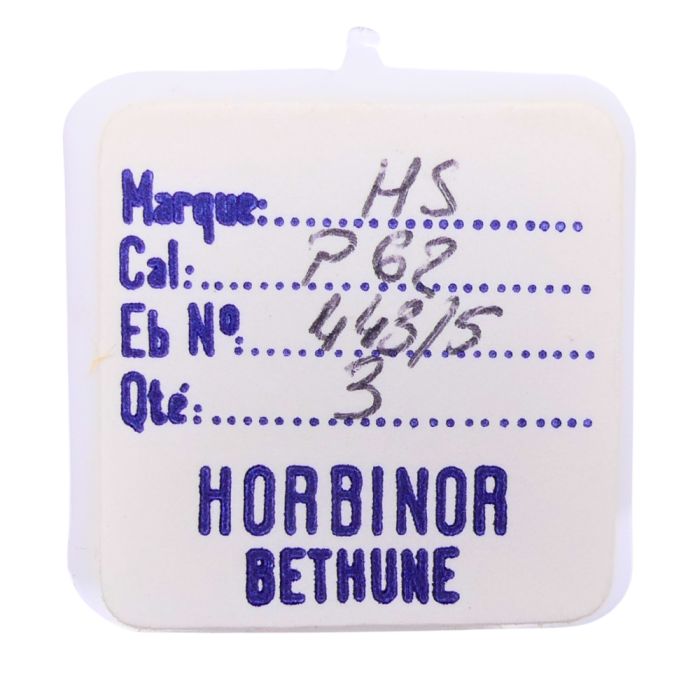 Marque: HS
Cal: P 62
Eb Nº: 443/5
Qté: 3
HORBINOR
BETHUNE